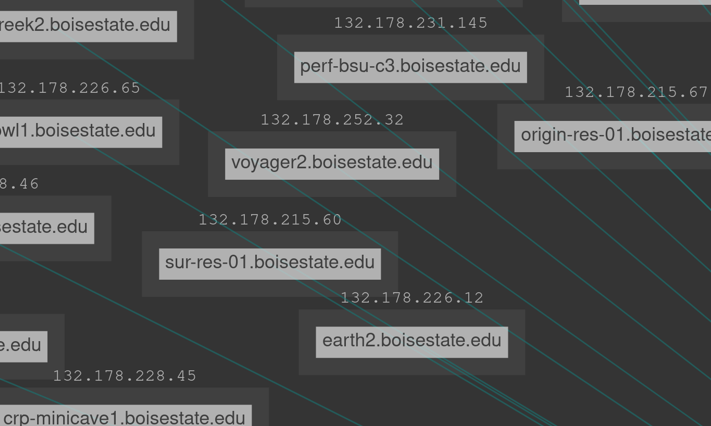 reek2.boisestate.edu
132.178.231.145
perf-bsu-c3.boisestate.edu
132.178.226.65
132.178.215.67
owl1.boisestate.edu
132.178.252.32
origin-res-01.boisestate
voyager2.boisestate.edu
8.46
sestate.edu
132.178.215.60
sur-res-01.boisestate.edu
132.178.226.12
e.edu
earth2.boisestate.edu
132.178.228.45
crp-minicave1.boisestate.edu